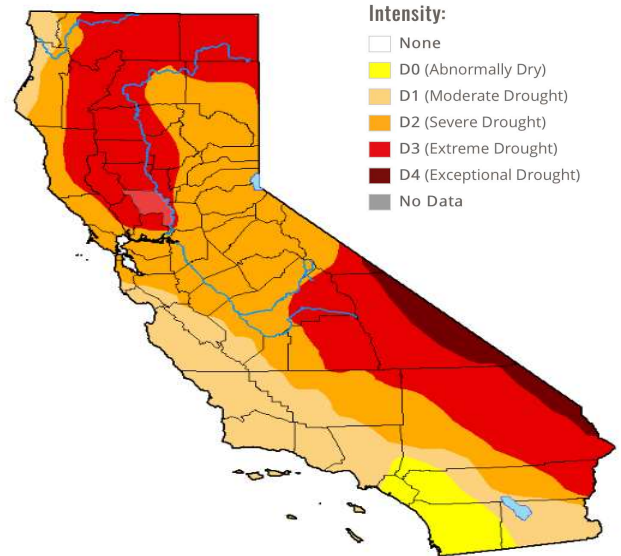 Intensity:
None
D0 (Abnormally Dry)
D1 (Moderate Drought)
D2 (Severe Drought)
D3 (Extreme Drought)
D4 (Exceptional Drought)
No Data